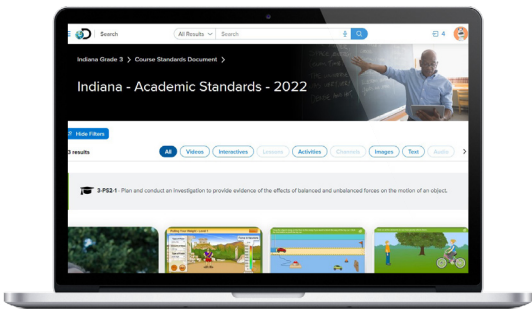 Search All Results Search 4
Indiana Grade 3 > Course Standards Document >
Indiana - Academic Standards - 2022
Hide Filters
3 results All Videos Interactives Lessons Activities Channels Images Text Audio
3-PS2-1 - Plan and conduct an investigation to provide evidence of the effects of balanced and unbalanced forces on the motion of an object.